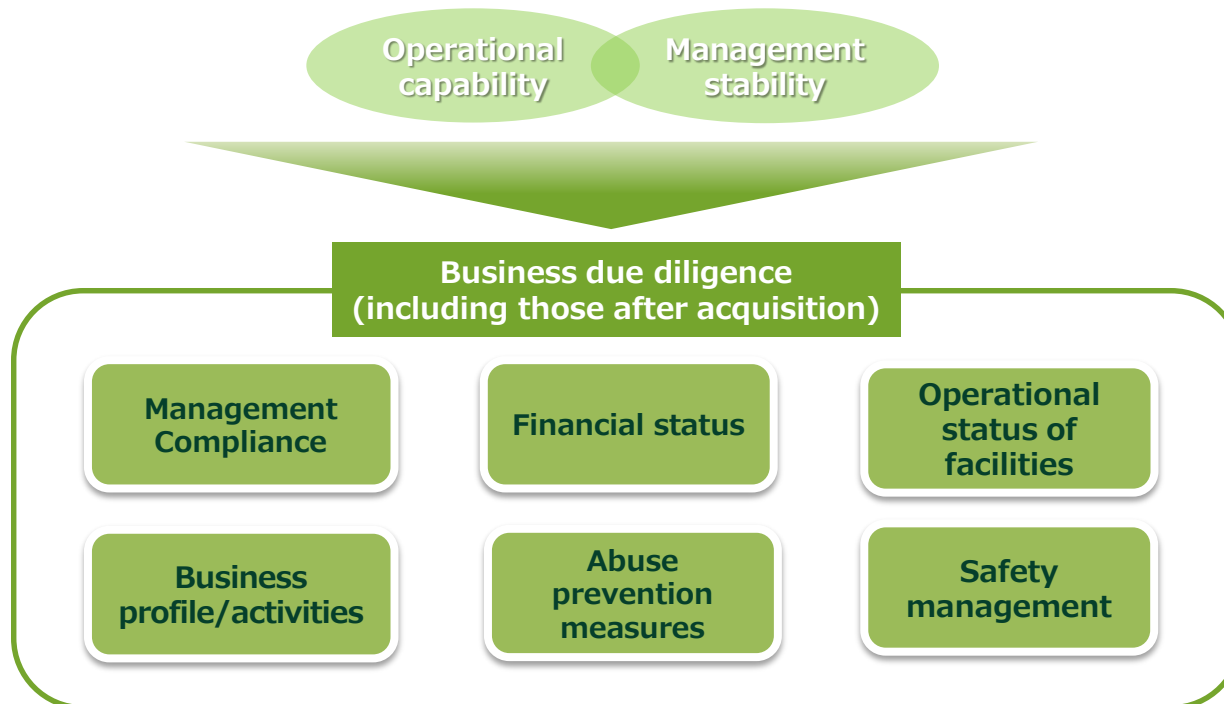 Operational
capability
Management
stability
Business due diligence
(including those after acquisition)
Management
Compliance
Financial status
Operational
status of
facilities
Business
profile/activities
Abuse
prevention
measures
Safety
management